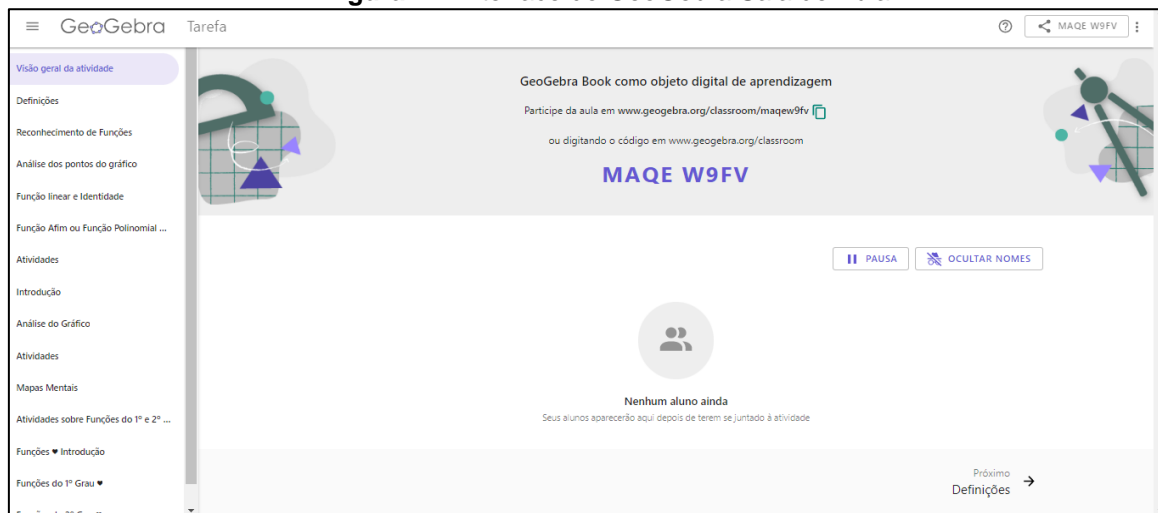 GeoGebra Tarefa
MAQE W9FV
Visão geral da atividade
Definições
Reconhecimento de Funções
Análise dos pontos do gráfico
Função linear e Identidade
Função Afim ou Função Polinomial ...
Atividades
Introdução
Análise do Gráfico
Atividades
Mapas Mentais
Atividades sobre Funções do 1º e 2º ...
Funções ♥ Introdução
Funções do 1º Grau ♥
GeoGebra Book como objeto digital de aprendizagem
Participe da aula em www.geogebra.org/classroom/maqew9fv
ou digitando o código em www.geogebra.org/classroom
MAQE W9FV
PAUSA
OCULTAR NOMES
Nenhum aluno ainda
Seus alunos aparecerão aqui depois de terem se juntado à atividade
Próximo
Definições